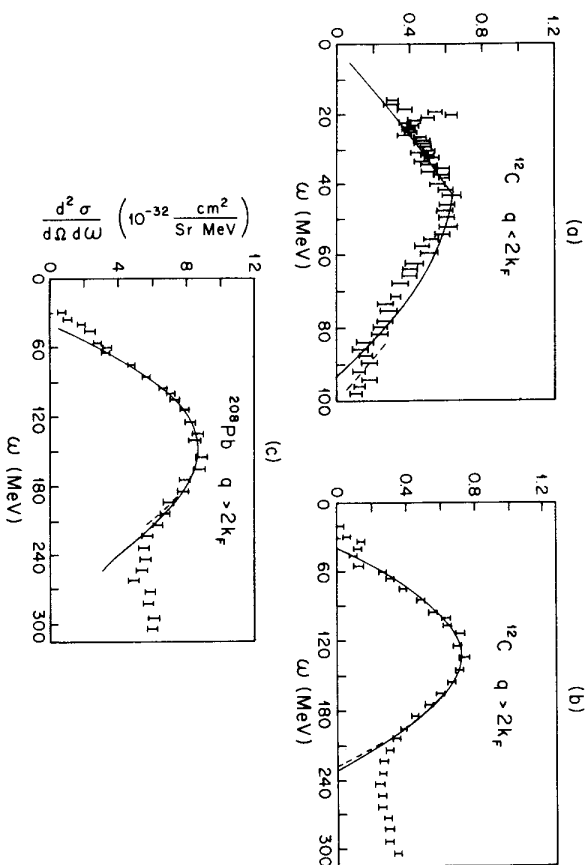 (a)
1.2
0.8
0.4
0
¹²C q < 2k_F
0 20 40 60 80 100
ω (MeV)
(b)
1.2
0.8
0.4
0
¹²C q > 2k_F
60 120 180 240 300
ω (MeV)
d²σ/dΩdω (10⁻³² cm²/Sr MeV)
(c)
12
8
4
0
²⁰⁸Pb q > 2k_F
0 60 120 180 240 300
ω (MeV)